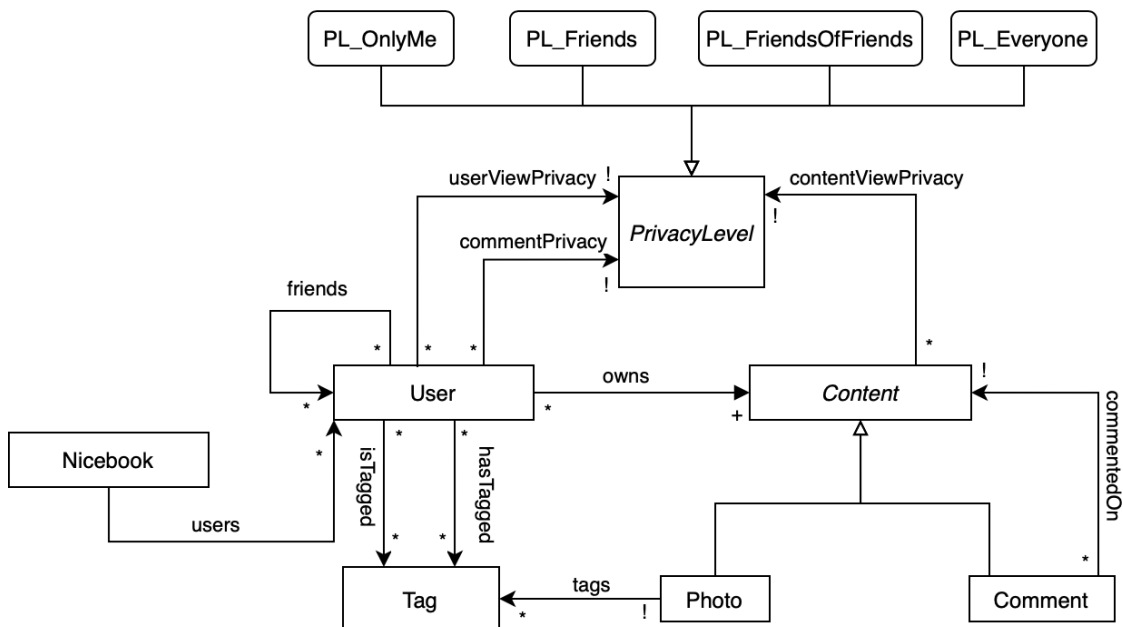 PL_OnlyMe
PL_Friends
PL_FriendsOfFriends
PL_Everyone
userViewPrivacy
!
contentViewPrivacy
!
PrivacyLevel
commentPrivacy
!
friends
*
*
*
*
!
User
owns
Content
*
*
+
commentedOn
Nicebook
*
*
*
isTagged
hasTagged
users
*
*
*
Tag
tags
*
!
Photo
Comment